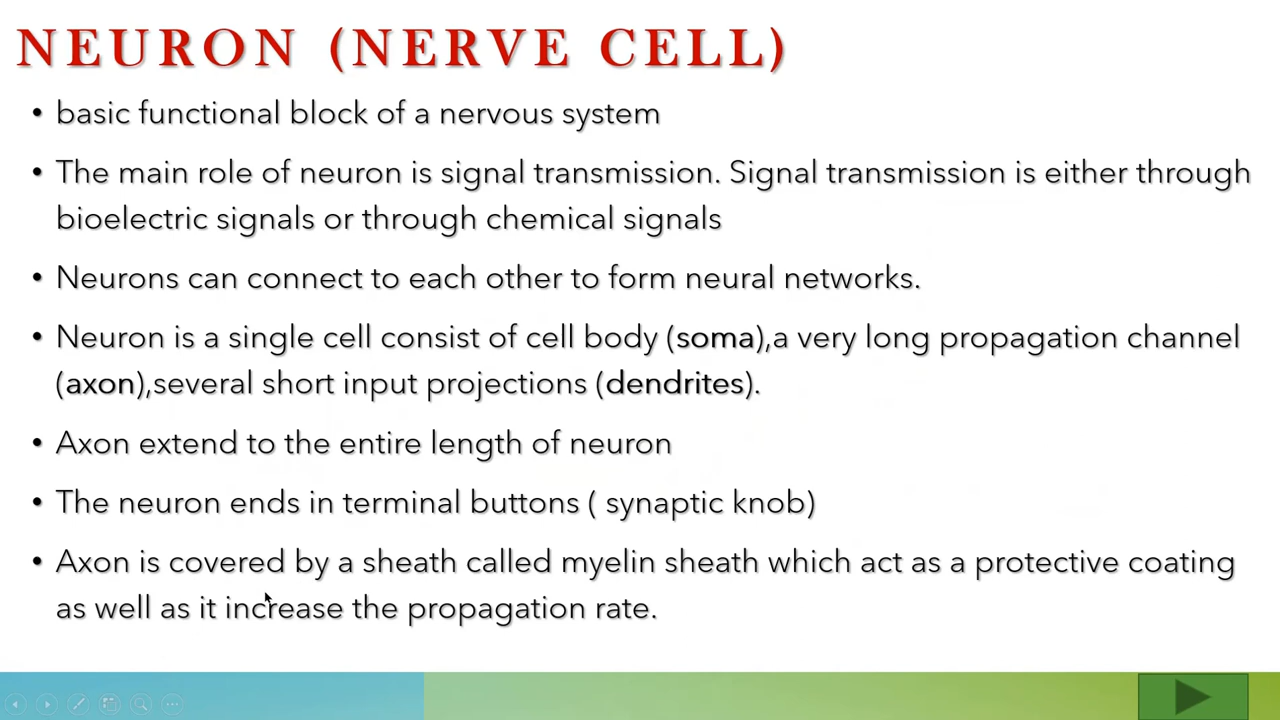 NEURON (NERVE CELL)
• basic functional block of a nervous system
• The main role of neuron is signal transmission. Signal transmission is either through
bioelectric signals or through chemical signals
• Neurons can connect to each other to form neural networks.
• Neuron is a single cell consist of cell body (soma),a very long propagation channel
(axon),several short input projections (dendrites).
• Axon extend to the entire length of neuron
• The neuron ends in terminal buttons ( synaptic knob)
• Axon is covered by a sheath called myelin sheath which act as a protective coating
as well as it increase the propagation rate.